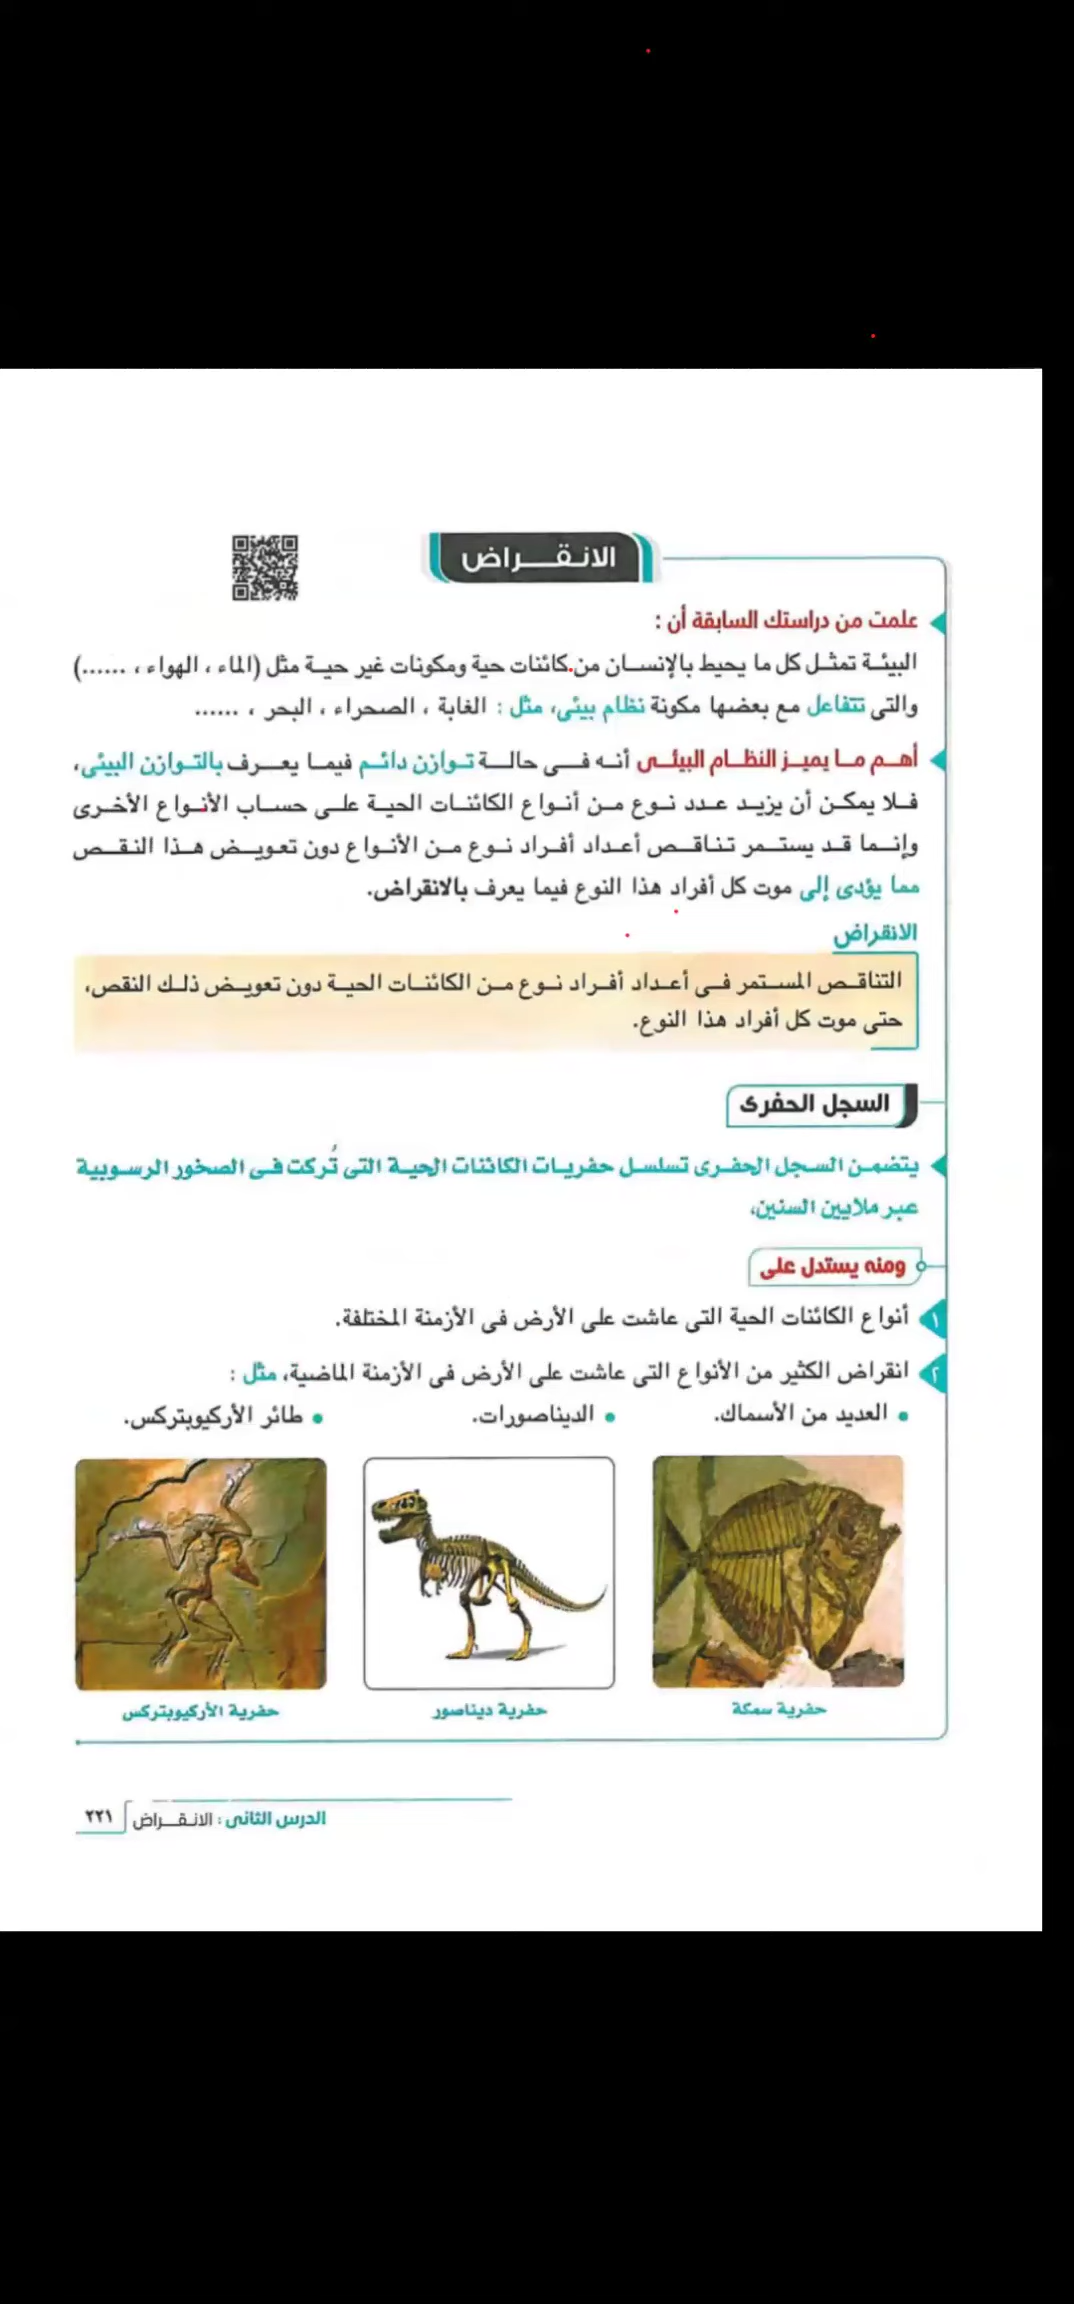 الانقراض
علمت من دراستك السابقة أن :
البيئة تمثل كل ما يحيط بالإنسان من كائنات حية ومكونات غير حية مثل (الماء ، الهواء ، ......)
والتى تتفاعل مع بعضها مكونة نظام بيئى، مثل : الغابة ، الصحراء ، البحر ، ......
أهم ما يميز النظام البيئى أنه فى حالة توازن دائم فيما يعرف بالتوازن البيئى،
فلا يمكن أن يزيد عدد نوع من أنواع الكائنات الحية على حساب الأنواع الأخرى
وإنما قد يستمر تناقص أعداد أفراد نوع من الأنواع دون تعويض هذا النقص
مما يؤدى إلى موت كل أفراد هذا النوع فيما يعرف بالانقراض.
الانقراض
التناقص المستمر فى أعداد أفراد نوع من الكائنات الحية دون تعويض ذلك النقص،
حتى موت كل أفراد هذا النوع.
السجل الحفرى
يتضمن السجل الحفرى تسلسل حفريات الكائنات الحية التى تُركت فى الصخور الرسوبية
عبر ملايين السنين،
ومنه يستدل على
١ أنواع الكائنات الحية التى عاشت على الأرض فى الأزمنة المختلفة.
٢ انقراض الكثير من الأنواع التى عاشت على الأرض فى الأزمنة الماضية، مثل :
• العديد من الأسماك. • الديناصورات. • طائر الأركيوبتركس.
حفرية سمكة حفرية ديناصور حفرية الأركيوبتركس
الدرس الثانى : الانقراض ٢٢١